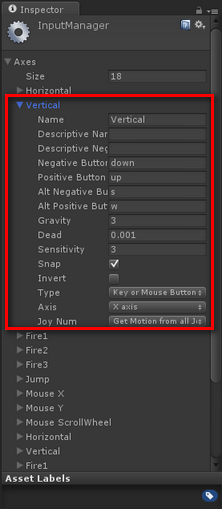 Inspector
InputManager
Axes
Size 18
Horizontal
Vertical
Name Vertical
Descriptive Nar
Descriptive Neg
Negative Button down
Positive Button up
Alt Negative Bu s
Alt Positive But w
Gravity 3
Dead 0.001
Sensitivity 3
Snap
Invert
Type Key or Mouse Button
Axis X axis
Joy Num Get Motion from all J
Fire1
Fire2
Fire3
Jump
Mouse X
Mouse Y
Mouse ScrollWheel
Horizontal
Vertical
Fire1
Asset Labels